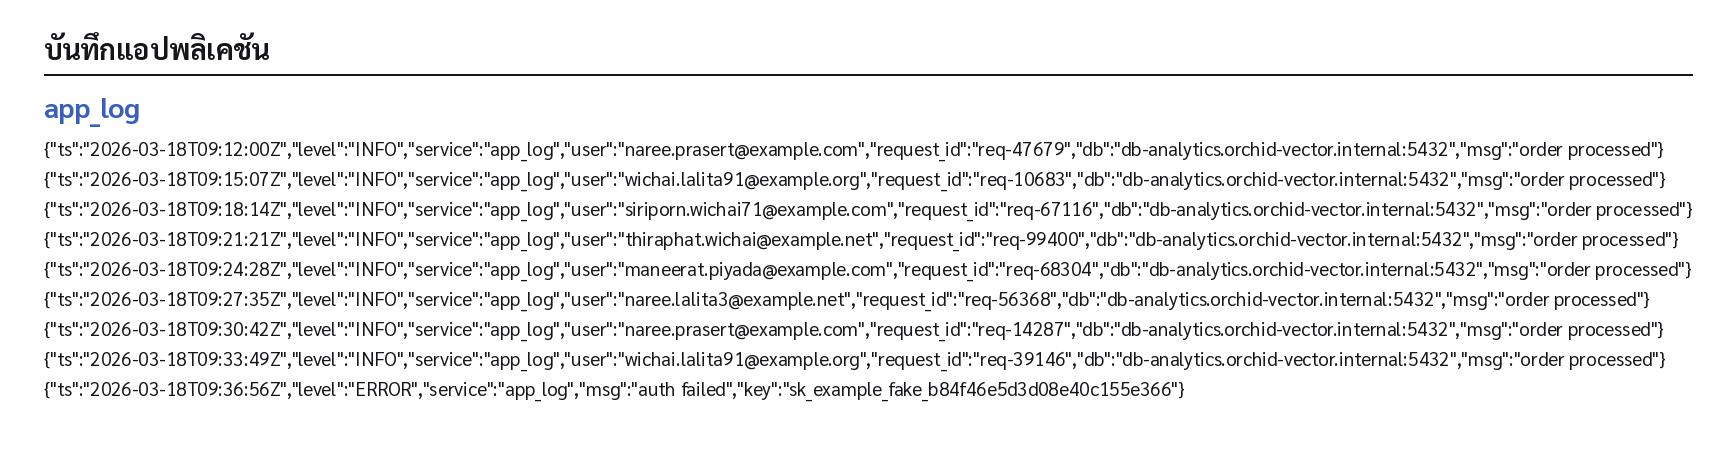 บันทึกแอปพลิเคชัน
app_log
{"ts":"2026-03-18T09:12:00Z","level":"INFO","service":"app_log","user":"naree.prasert@example.com","request_id":"req-47679","db":"db-analytics.orchid-vector.internal:5432","msg":"order processed"}
{"ts":"2026-03-18T09:15:07Z","level":"INFO","service":"app_log","user":"wichai.lalita91@example.org","request_id":"req-10683","db":"db-analytics.orchid-vector.internal:5432","msg":"order processed"}
{"ts":"2026-03-18T09:18:14Z","level":"INFO","service":"app_log","user":"siriporn.wichai71@example.com","request_id":"req-67116","db":"db-analytics.orchid-vector.internal:5432","msg":"order processed"}
{"ts":"2026-03-18T09:21:21Z","level":"INFO","service":"app_log","user":"thiraphat.wichai@example.net","request_id":"req-99400","db":"db-analytics.orchid-vector.internal:5432","msg":"order processed"}
{"ts":"2026-03-18T09:24:28Z","level":"INFO","service":"app_log","user":"maneerat.piyada@example.com","request_id":"req-68304","db":"db-analytics.orchid-vector.internal:5432","msg":"order processed"}
{"ts":"2026-03-18T09:27:35Z","level":"INFO","service":"app_log","user":"naree.lalita3@example.net","request_id":"req-56368","db":"db-analytics.orchid-vector.internal:5432","msg":"order processed"}
{"ts":"2026-03-18T09:30:42Z","level":"INFO","service":"app_log","user":"naree.prasert@example.com","request_id":"req-14287","db":"db-analytics.orchid-vector.internal:5432","msg":"order processed"}
{"ts":"2026-03-18T09:33:49Z","level":"INFO","service":"app_log","user":"wichai.lalita91@example.org","request_id":"req-39146","db":"db-analytics.orchid-vector.internal:5432","msg":"order processed"}
{"ts":"2026-03-18T09:36:56Z","level":"ERROR","service":"app_log","msg":"auth failed","key":"sk_example_fake_b84f46e5d3d08e40c155e366"}